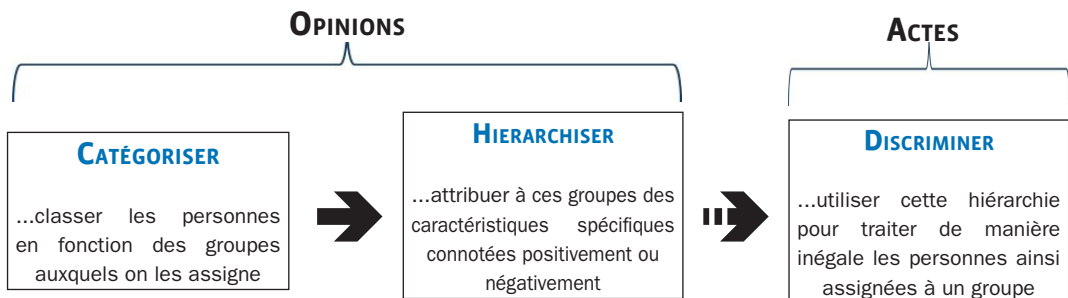 OPINIONS
ACTES
CATÉGORISER
...classer les personnes
en fonction des groupes
auxquels on les assigne
HIERARCHISER
...attribuer à ces groupes des
caractéristiques spécifiques
connotées positivement ou
négativement
DISCRIMINER
...utiliser cette hiérarchie
pour traiter de manière
inégale les personnes ainsi
assignées à un groupe